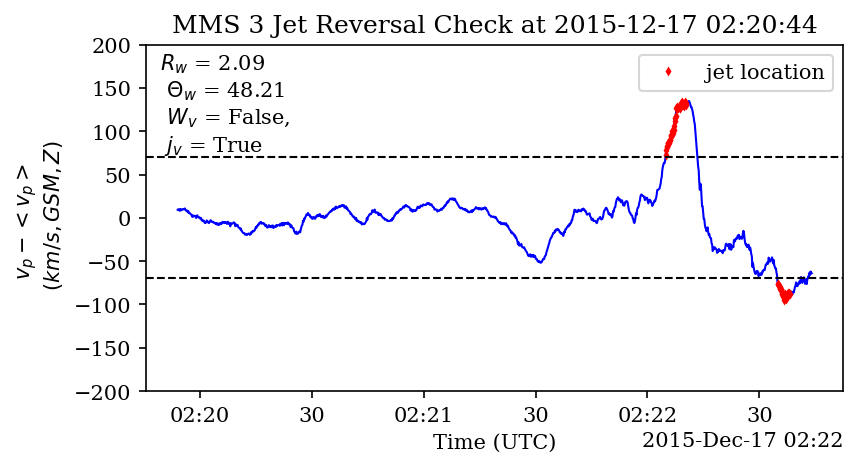 MMS 3 Jet Reversal Check at 2015-12-17 02:20:44
200
150
100
50
0
−50
−100
−150
−200
v_p − < v_p >
(km/s, GSM, Z)
R_w = 2.09
Θ_w = 48.21
W_v = False,
j_v = True
jet location
02:20 30 02:21 30 02:22 30
Time (UTC)
2015-Dec-17 02:22